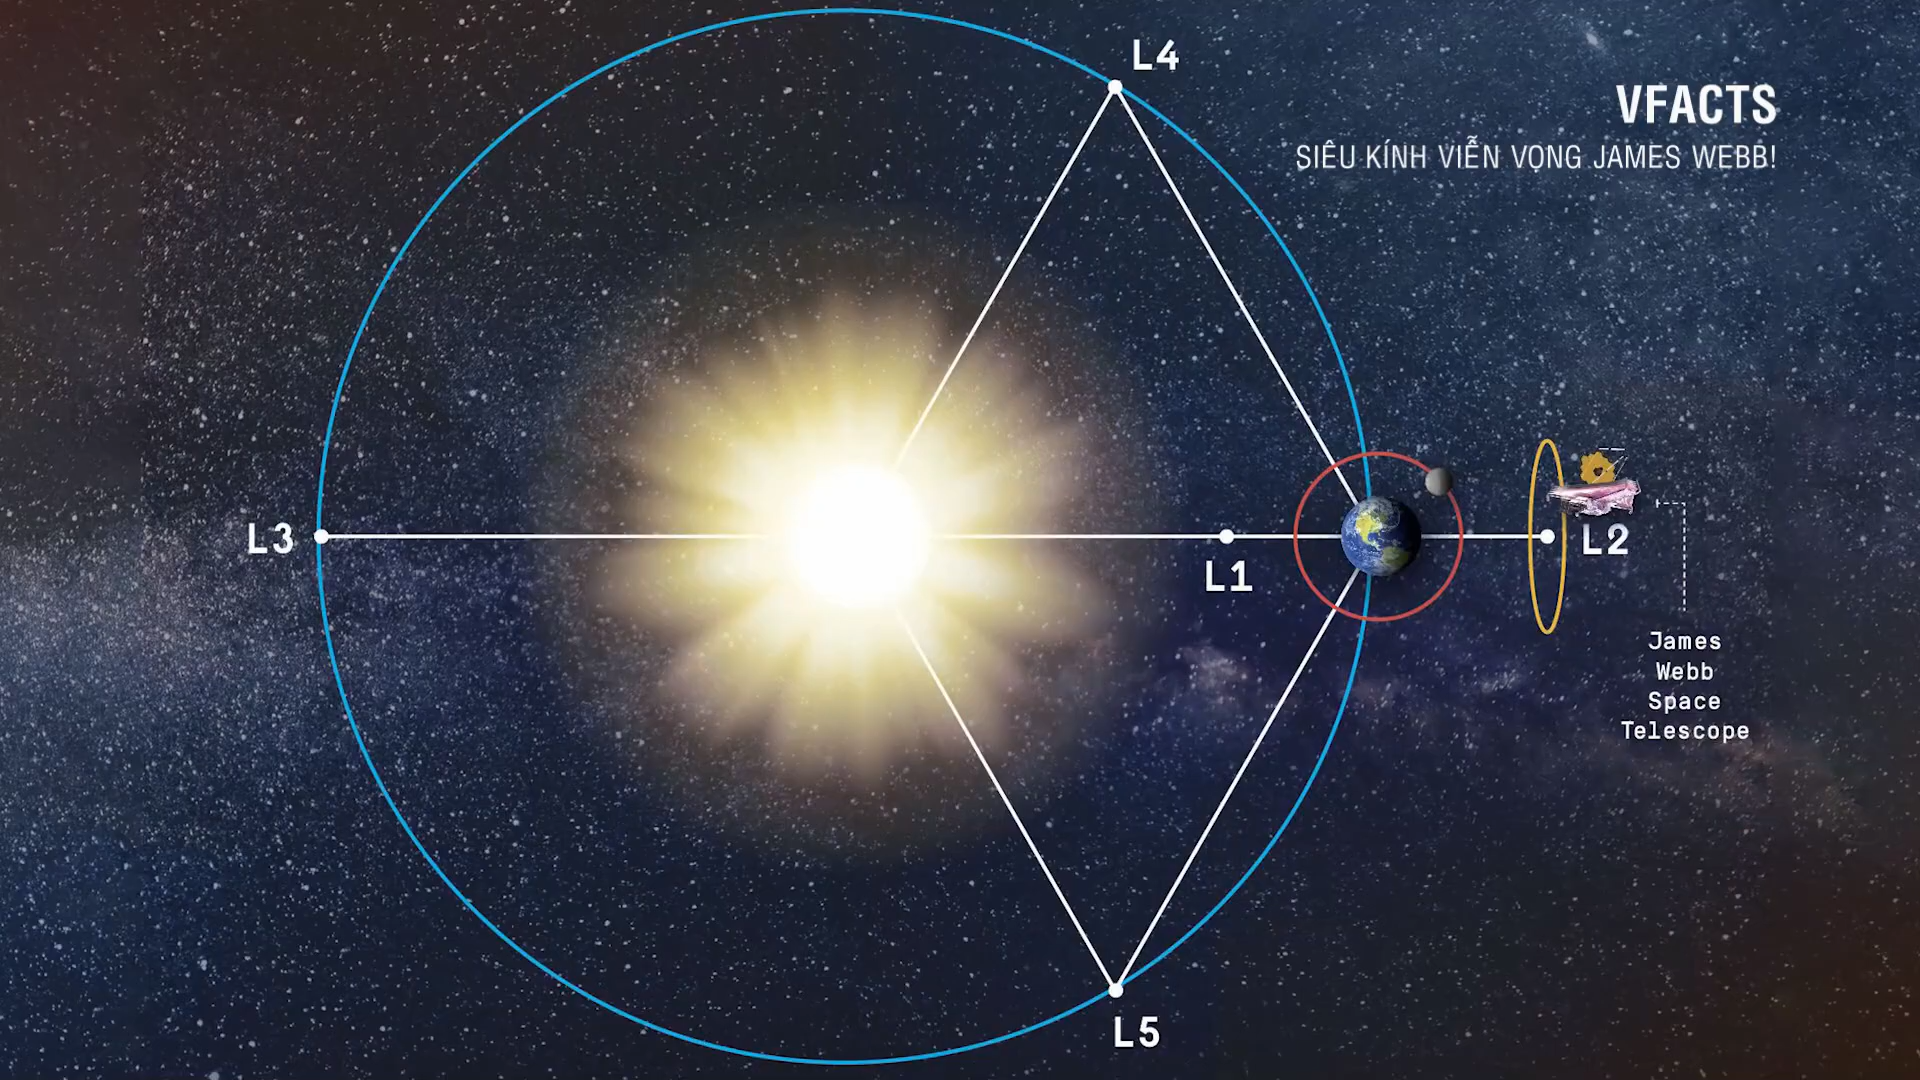 L4
VFACTS
SIÊU KÍNH VIỄN VỌNG JAMES WEBB!
L3
L1
L2
James
Webb
Space
Telescope
L5